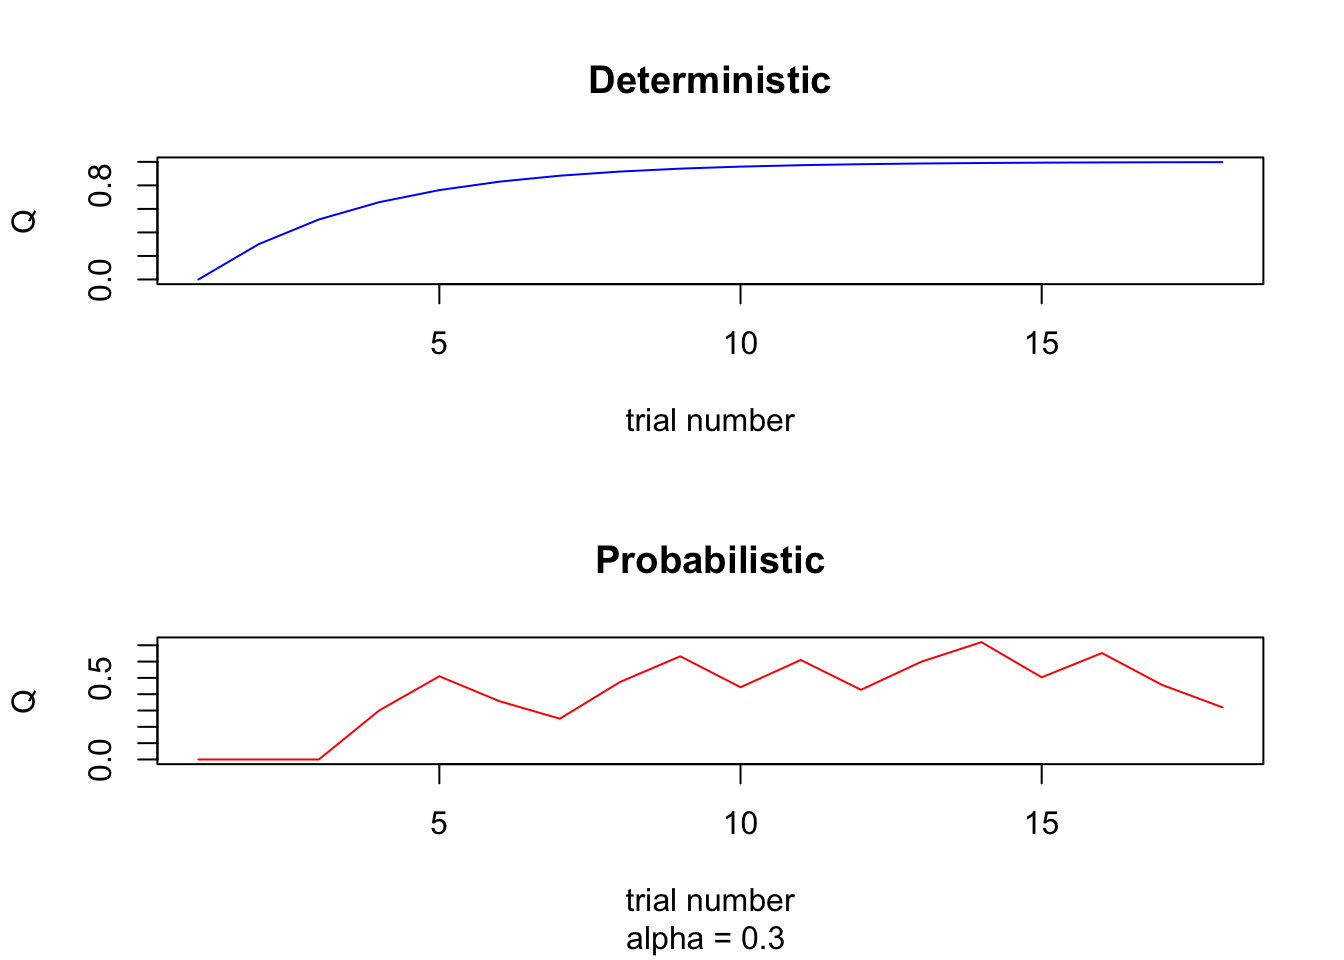 Deterministic
Q
0.8
0.0
5 10 15
trial number
Probabilistic
Q
0.5
0.0
5 10 15
trial number
alpha = 0.3